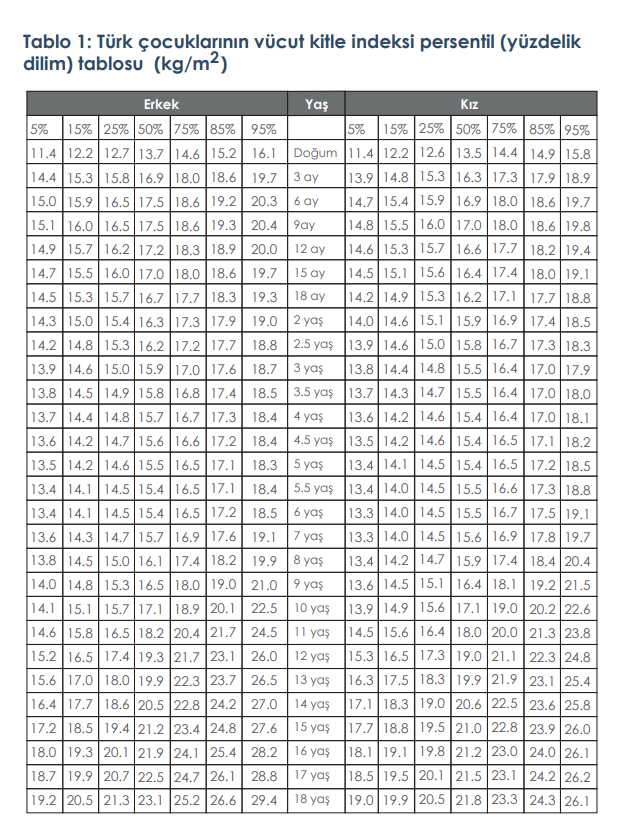 Tablo 1: Türk çocuklarının vücut kitle indeksi persentil (yüzdelik
dilim) tablosu (kg/m2)
Erkek Yaş Kız
5% 15% 25% 50% 75% 85% 95% 5% 15% 25% 50% 75% 85% 95%
11.4 12.2 12.7 13.7 14.6 15.2 16.1 Doğum 11.4 12.2 12.6 13.5 14.4 14.9 15.8
14.4 15.3 15.8 16.9 18.0 18.6 19.7 3 ay 13.9 14.8 15.3 16.3 17.3 17.9 18.9
15.0 15.9 16.5 17.5 18.6 19.2 20.3 6 ay 14.7 15.4 15.9 16.9 18.0 18.6 19.7
15.1 16.0 16.5 17.5 18.6 19.3 20.4 9ay 14.8 15.5 16.0 17.0 18.0 18.6 19.8
14.9 15.7 16.2 17.2 18.3 18.9 20.0 12 ay 14.6 15.3 15.7 16.6 17.7 18.2 19.4
14.7 15.5 16.0 17.0 18.0 18.6 19.7 15 ay 14.5 15.1 15.6 16.4 17.4 18.0 19.1
14.5 15.3 15.7 16.7 17.7 18.3 19.3 18 ay 14.2 14.9 15.3 16.2 17.1 17.7 18.8
14.3 15.0 15.4 16.3 17.3 17.9 19.0 2 yaş 14.0 14.6 15.1 15.9 16.9 17.4 18.5
14.2 14.8 15.3 16.2 17.2 17.7 18.8 2.5 yaş 13.9 14.6 15.0 15.8 16.7 17.3 18.3
13.9 14.6 15.0 15.9 17.0 17.6 18.7 3 yaş 13.8 14.4 14.8 15.5 16.4 17.0 17.9
13.8 14.5 14.9 15.8 16.8 17.4 18.5 3.5 yaş 13.7 14.3 14.7 15.5 16.4 17.0 18.0
13.7 14.4 14.8 15.7 16.7 17.3 18.4 4 yaş 13.6 14.2 14.6 15.4 16.4 17.0 18.1
13.6 14.2 14.7 15.6 16.6 17.2 18.4 4.5 yaş 13.5 14.2 14.6 15.4 16.5 17.1 18.2
13.5 14.2 14.6 15.5 16.5 17.1 18.3 5 yaş 13.4 14.1 14.5 15.4 16.5 17.2 18.5
13.4 14.1 14.5 15.4 16.5 17.1 18.4 5.5 yaş 13.4 14.0 14.5 15.5 16.6 17.3 18.8
13.4 14.1 14.5 15.4 16.5 17.2 18.5 6 yaş 13.3 14.0 14.5 15.5 16.7 17.5 19.1
13.6 14.3 14.7 15.7 16.9 17.6 19.1 7 yaş 13.3 14.0 14.5 15.6 16.9 17.8 19.7
13.8 14.5 15.0 16.1 17.4 18.2 19.9 8 yaş 13.4 14.2 14.7 15.9 17.4 18.4 20.4
14.0 14.8 15.3 16.5 18.0 19.0 21.0 9 yaş 13.6 14.5 15.1 16.4 18.1 19.2 21.5
14.1 15.1 15.7 17.1 18.9 20.1 22.5 10 yaş 13.9 14.9 15.6 17.1 19.0 20.2 22.6
14.6 15.8 16.5 18.2 20.4 21.7 24.5 11 yaş 14.5 15.6 16.4 18.0 20.0 21.3 23.8
15.2 16.5 17.4 19.3 21.7 23.1 26.0 12 yaş 15.3 16.5 17.3 19.0 21.1 22.3 24.8
15.6 17.0 18.0 19.9 22.3 23.7 26.5 13 yaş 16.3 17.5 18.3 19.9 21.9 23.1 25.4
16.4 17.7 18.6 20.5 22.8 24.2 27.0 14 yaş 17.1 18.3 19.0 20.6 22.5 23.6 25.8
17.2 18.5 19.4 21.2 23.4 24.8 27.6 15 yaş 17.7 18.8 19.5 21.0 22.8 23.9 26.0
18.0 19.3 20.1 21.9 24.1 25.4 28.2 16 yaş 18.1 19.1 19.8 21.2 23.0 24.0 26.1
18.7 19.9 20.7 22.5 24.7 26.1 28.8 17 yaş 18.5 19.5 20.1 21.5 23.1 24.2 26.2
19.2 20.5 21.3 23.1 25.2 26.6 29.4 18 yaş 19.0 19.9 20.5 21.8 23.3 24.3 26.1